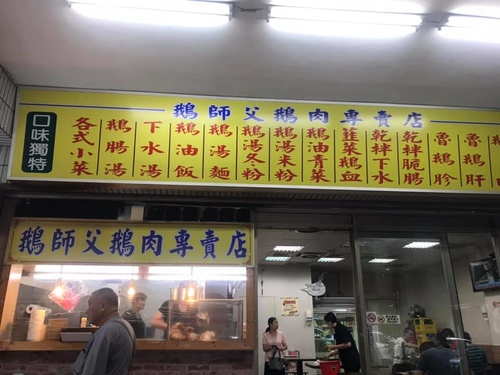 鵝師父鵝肉專賣店
口味獨特
各式小菜
鵝腸湯
下水湯
鵝油飯
鵝湯麵
鵝湯冬粉
鵝湯米粉
鵝油青菜
韮菜鵝血
乾拌下水
乾拌脆腸
魯鵝胗
魯鵝肝
鵝師父鵝肉專賣店